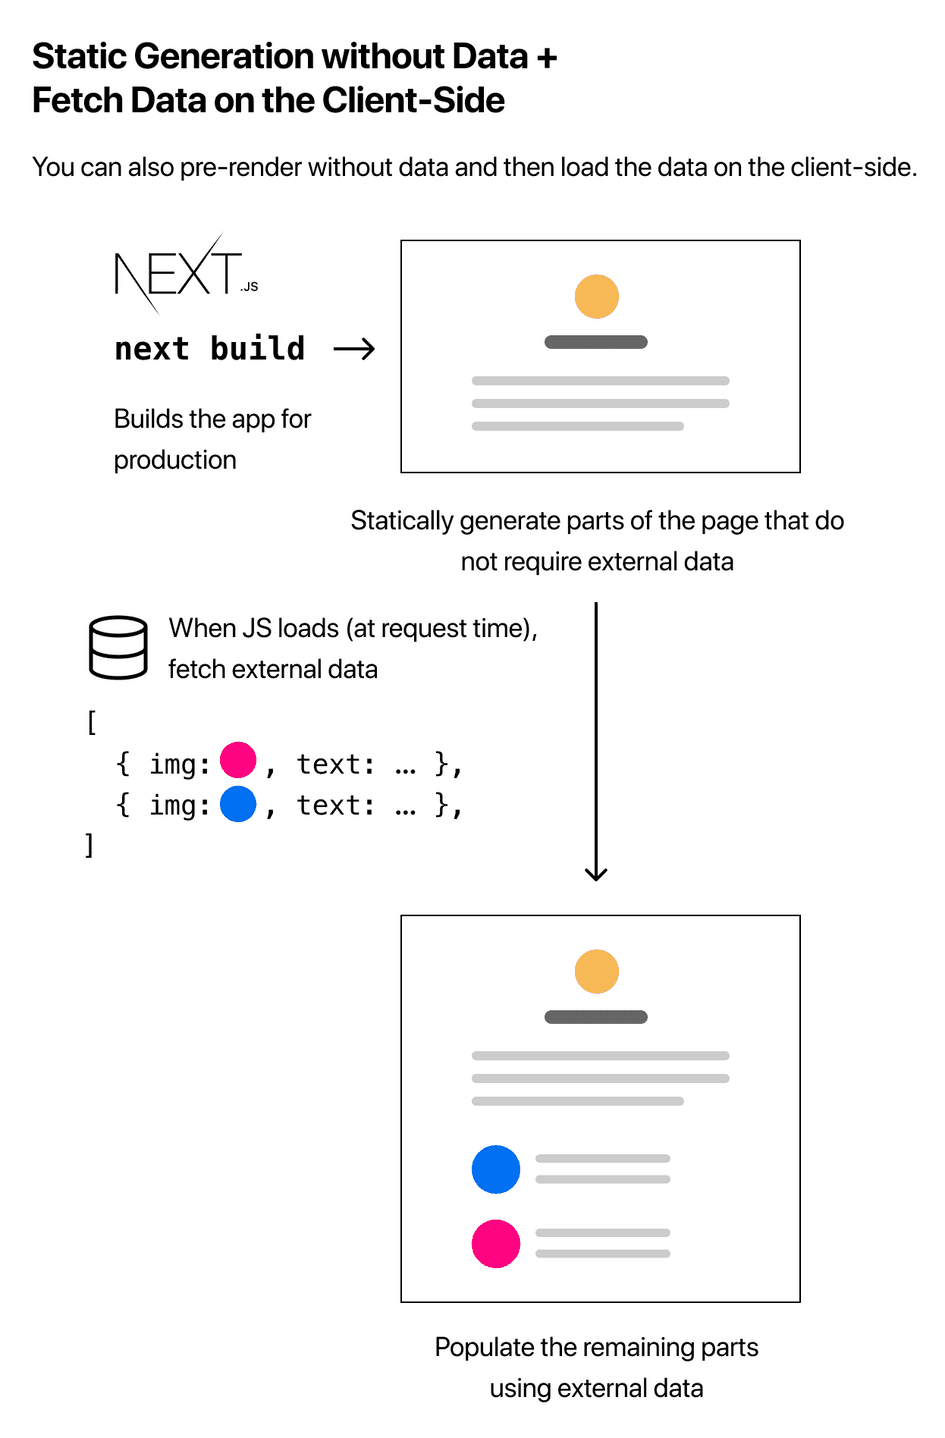 Static Generation without Data +
Fetch Data on the Client-Side
You can also pre-render without data and then load the data on the client-side.
NEXT.JS
next build
Builds the app for
production
Statically generate parts of the page that do
not require external data
When JS loads (at request time),
fetch external data
[
{ img: , text: … },
{ img: , text: … },
]
Populate the remaining parts
using external data